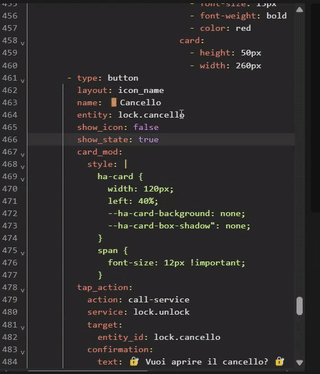 455 - font-size: 15px
456 - font-weight: bold
457 - color: red
458 card:
459 - height: 50px
460 - width: 260px
461 - type: button
462 layout: icon_name
463 name: Cancello
464 entity: lock.cancello
465 show_icon: false
466 show_state: true
467 card_mod:
468 style: |
469 ha-card {
470 width: 120px;
471 left: 40%;
472 --ha-card-background: none;
473 --ha-card-box-shadow": none;
474 }
475 span {
476 font-size: 12px !important;
477 }
478 tap_action:
479 action: call-service
480 service: lock.unlock
481 target:
482 entity_id: lock.cancello
483 confirmation:
484 text: 🔐 Vuoi aprire il cancello? 🔐